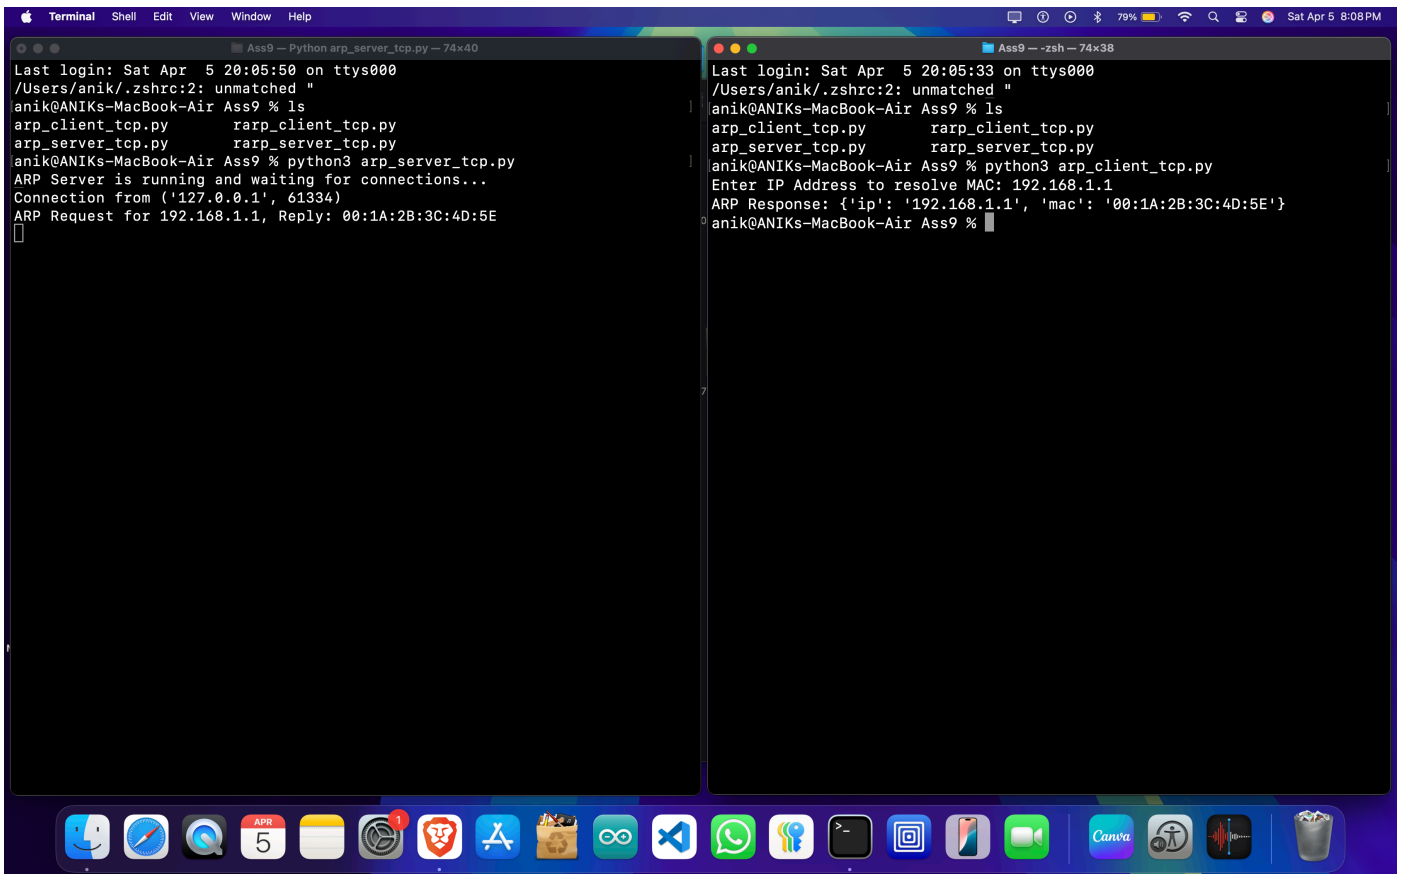 Terminal Shell Edit View Window Help 79% Sat Apr 5 8:08 PM
Ass9 — Python arp_server_tcp.py — 74×40
Last login: Sat Apr  5 20:05:50 on ttys000
/Users/anik/.zshrc:2: unmatched "
[anik@ANIKs-MacBook-Air Ass9 % ls ]
arp_client_tcp.py       rarp_client_tcp.py
arp_server_tcp.py       rarp_server_tcp.py
[anik@ANIKs-MacBook-Air Ass9 % python3 arp_server_tcp.py ]
ARP Server is running and waiting for connections...
Connection from ('127.0.0.1', 61334)
ARP Request for 192.168.1.1, Reply: 00:1A:2B:3C:4D:5E
Ass9 — -zsh — 74×38
Last login: Sat Apr  5 20:05:33 on ttys000
/Users/anik/.zshrc:2: unmatched "
[anik@ANIKs-MacBook-Air Ass9 % ls ]
arp_client_tcp.py       rarp_client_tcp.py
arp_server_tcp.py       rarp_server_tcp.py
[anik@ANIKs-MacBook-Air Ass9 % python3 arp_client_tcp.py ]
Enter IP Address to resolve MAC: 192.168.1.1
ARP Response: {'ip': '192.168.1.1', 'mac': '00:1A:2B:3C:4D:5E'}
anik@ANIKs-MacBook-Air Ass9 %
APR
5
1
>_
Canva